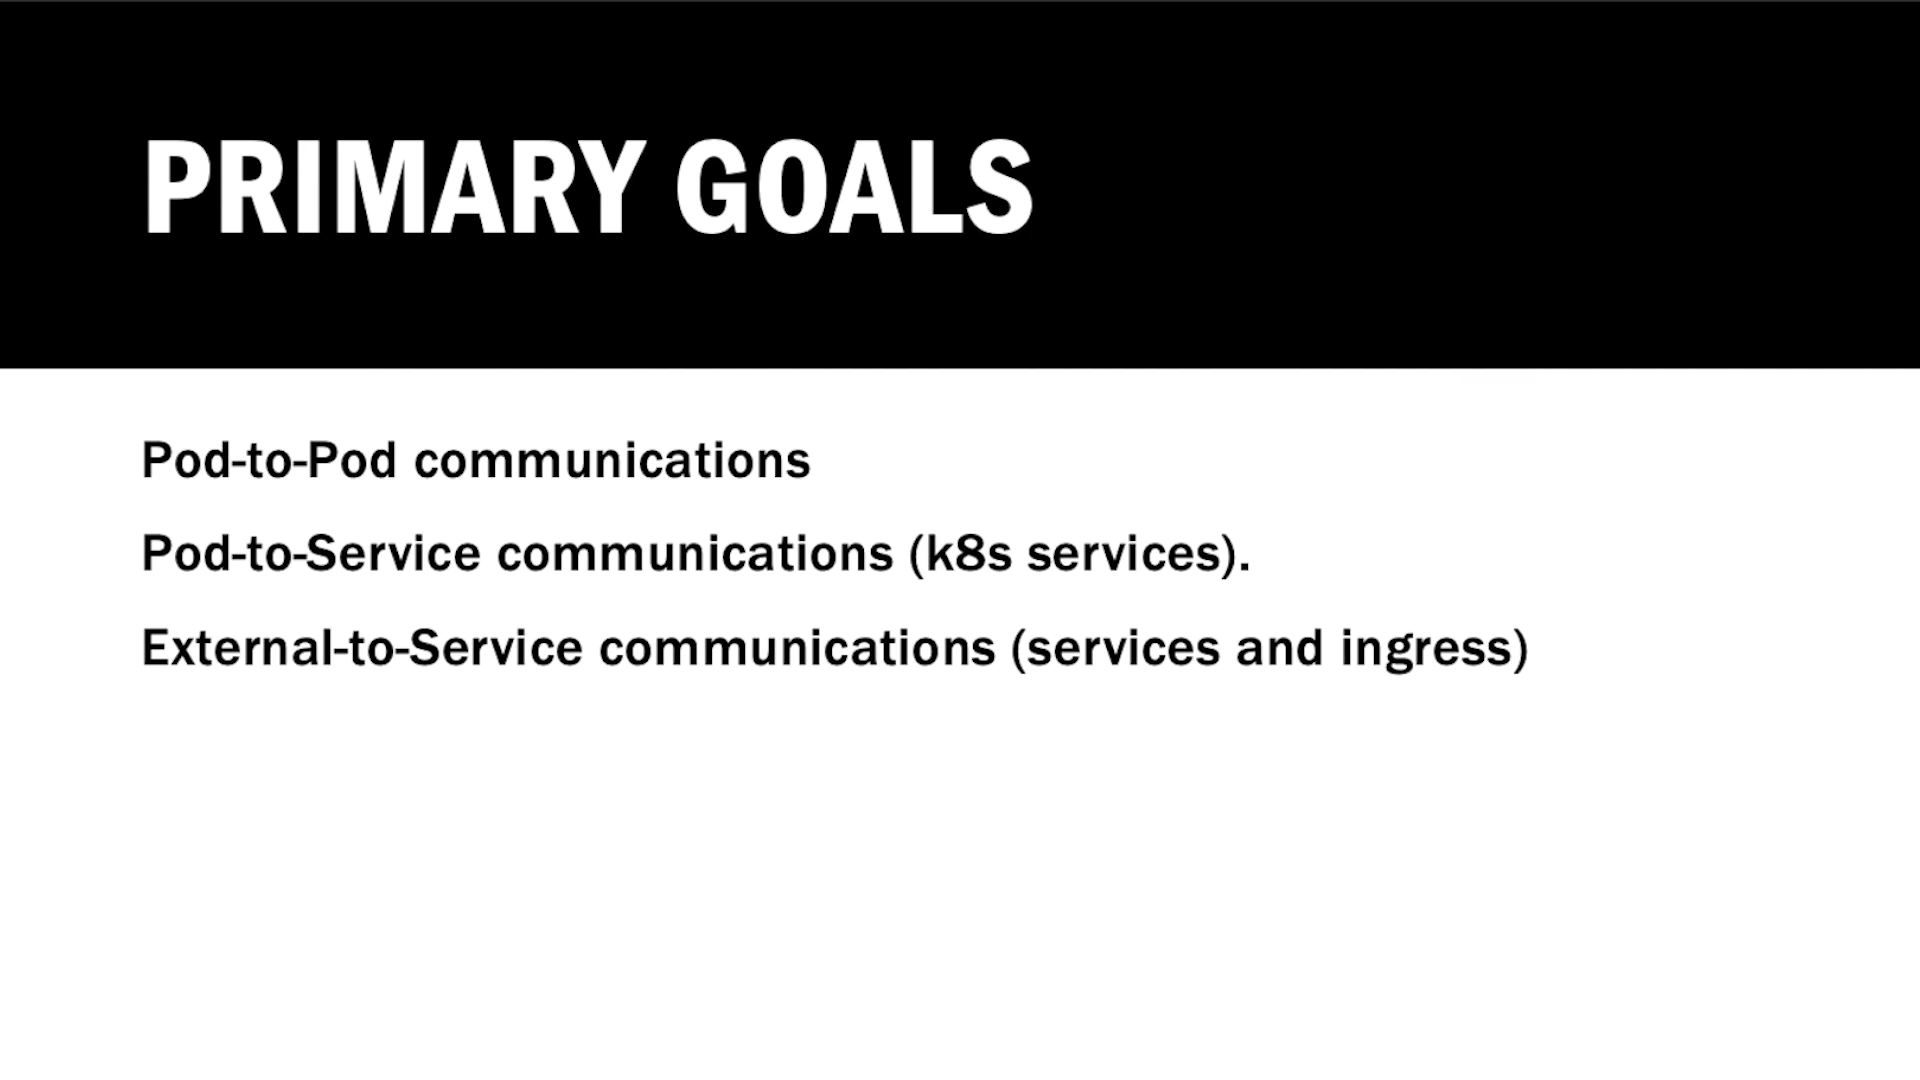 PRIMARY GOALS
Pod-to-Pod communications
Pod-to-Service communications (k8s services).
External-to-Service communications (services and ingress)